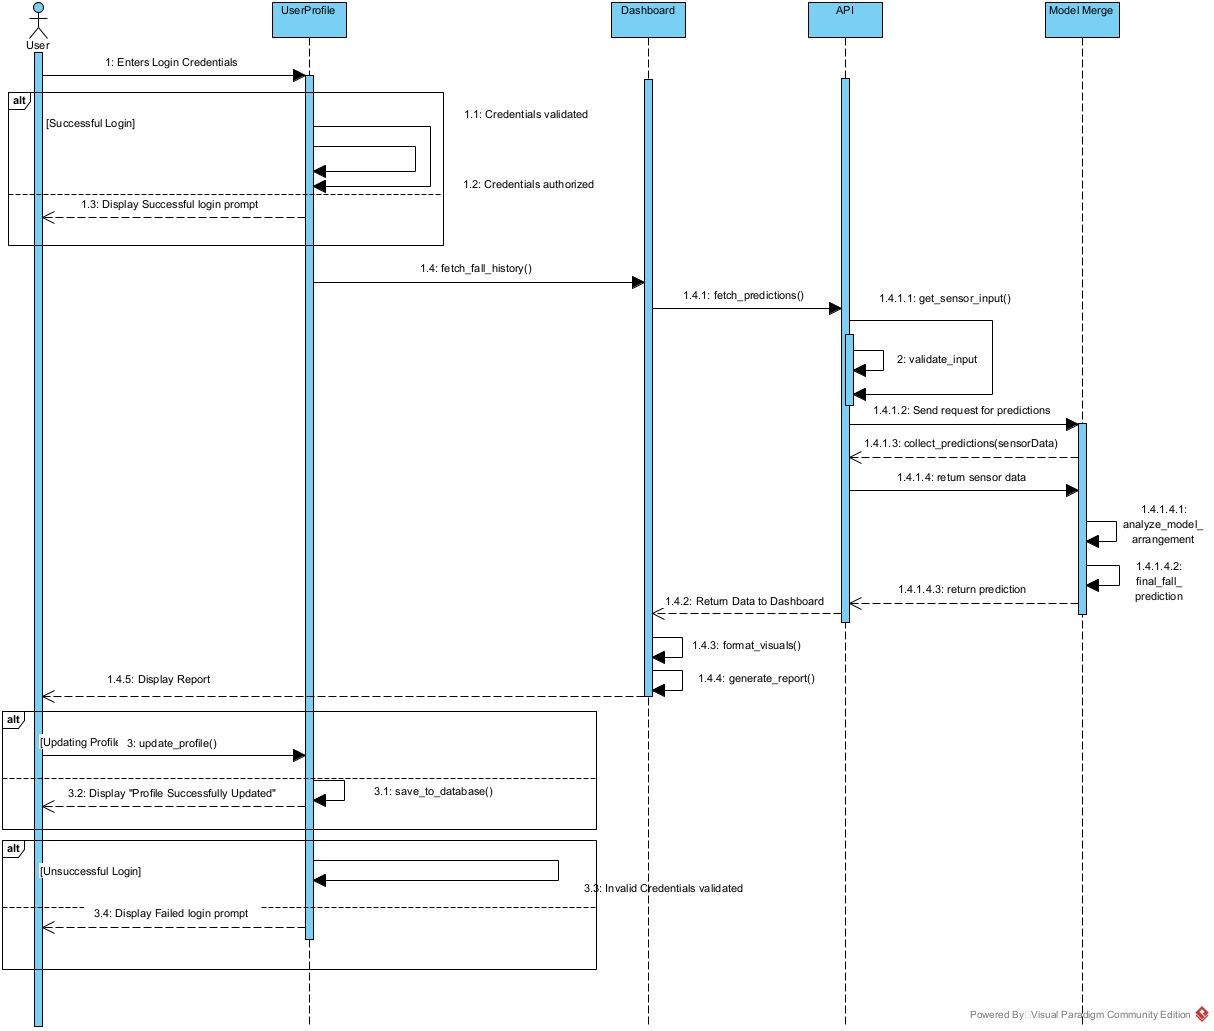 UserProfile
Dashboard
API
Model Merge
User
1: Enters Login Credentials
alt
[Successful Login]
1.1: Credentials validated
1.2: Credentials authorized
1.3: Display Successful login prompt
1.4: fetch_fall_history()
1.4.1: fetch_predictions()
1.4.1.1: get_sensor_input()
2: validate_input
1.4.1.2: Send request for predictions
1.4.1.3: collect_predictions(sensorData)
1.4.1.4: return sensor data
1.4.1.4.1:
analyze_model_
arrangement
1.4.1.4.2:
final_fall_
prediction
1.4.1.4.3: return prediction
1.4.2: Return Data to Dashboard
1.4.3: format_visuals()
1.4.4: generate_report()
1.4.5: Display Report
alt
[Updating Profile
3: update_profile()
3.1: save_to_database()
3.2: Display "Profile Successfully Updated"
alt
[Unsuccessful Login]
3.3: Invalid Credentials validated
3.4: Display Failed login prompt
Powered By Visual Paradigm Community Edition